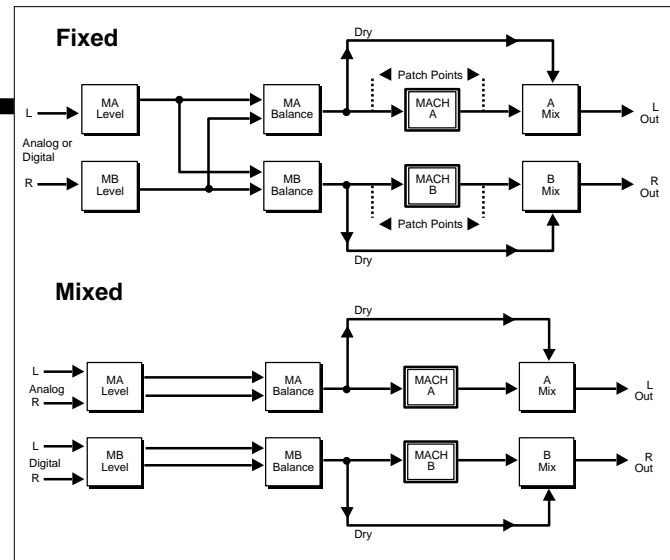 Fixed
Dry
Patch Points
L
MA
Level
MA
Balance
MACH
A
A
Mix
L
Out
Analog or
Digital
R
MB
Level
MB
Balance
MACH
B
B
Mix
R
Out
Patch Points
Dry
Mixed
Dry
L
Analog
R
MA
Level
MA
Balance
MACH
A
A
Mix
L
Out
L
Digital
R
MB
Level
MB
Balance
MACH
B
B
Mix
R
Out
Dry